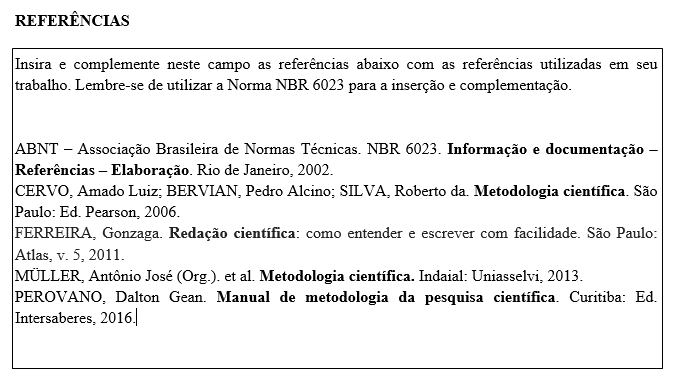 REFERÊNCIAS
Insira e complemente neste campo as referências abaixo com as referências utilizadas em seu
trabalho. Lembre-se de utilizar a Norma NBR 6023 para a inserção e complementação.
ABNT – Associação Brasileira de Normas Técnicas. NBR 6023. Informação e documentação –
Referências – Elaboração. Rio de Janeiro, 2002.
CERVO, Amado Luiz; BERVIAN, Pedro Alcino; SILVA, Roberto da. Metodologia científica. São
Paulo: Ed. Pearson, 2006.
FERREIRA, Gonzaga. Redação científica: como entender e escrever com facilidade. São Paulo:
Atlas, v. 5, 2011.
MÜLLER, Antônio José (Org.). et al. Metodologia científica. Indaial: Uniasselvi, 2013.
PEROVANO, Dalton Gean. Manual de metodologia da pesquisa científica. Curitiba: Ed.
Intersaberes, 2016.